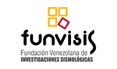 funvisis
Fundación Venezolana de
INVESTIGACIONES SISMOLÓGICAS